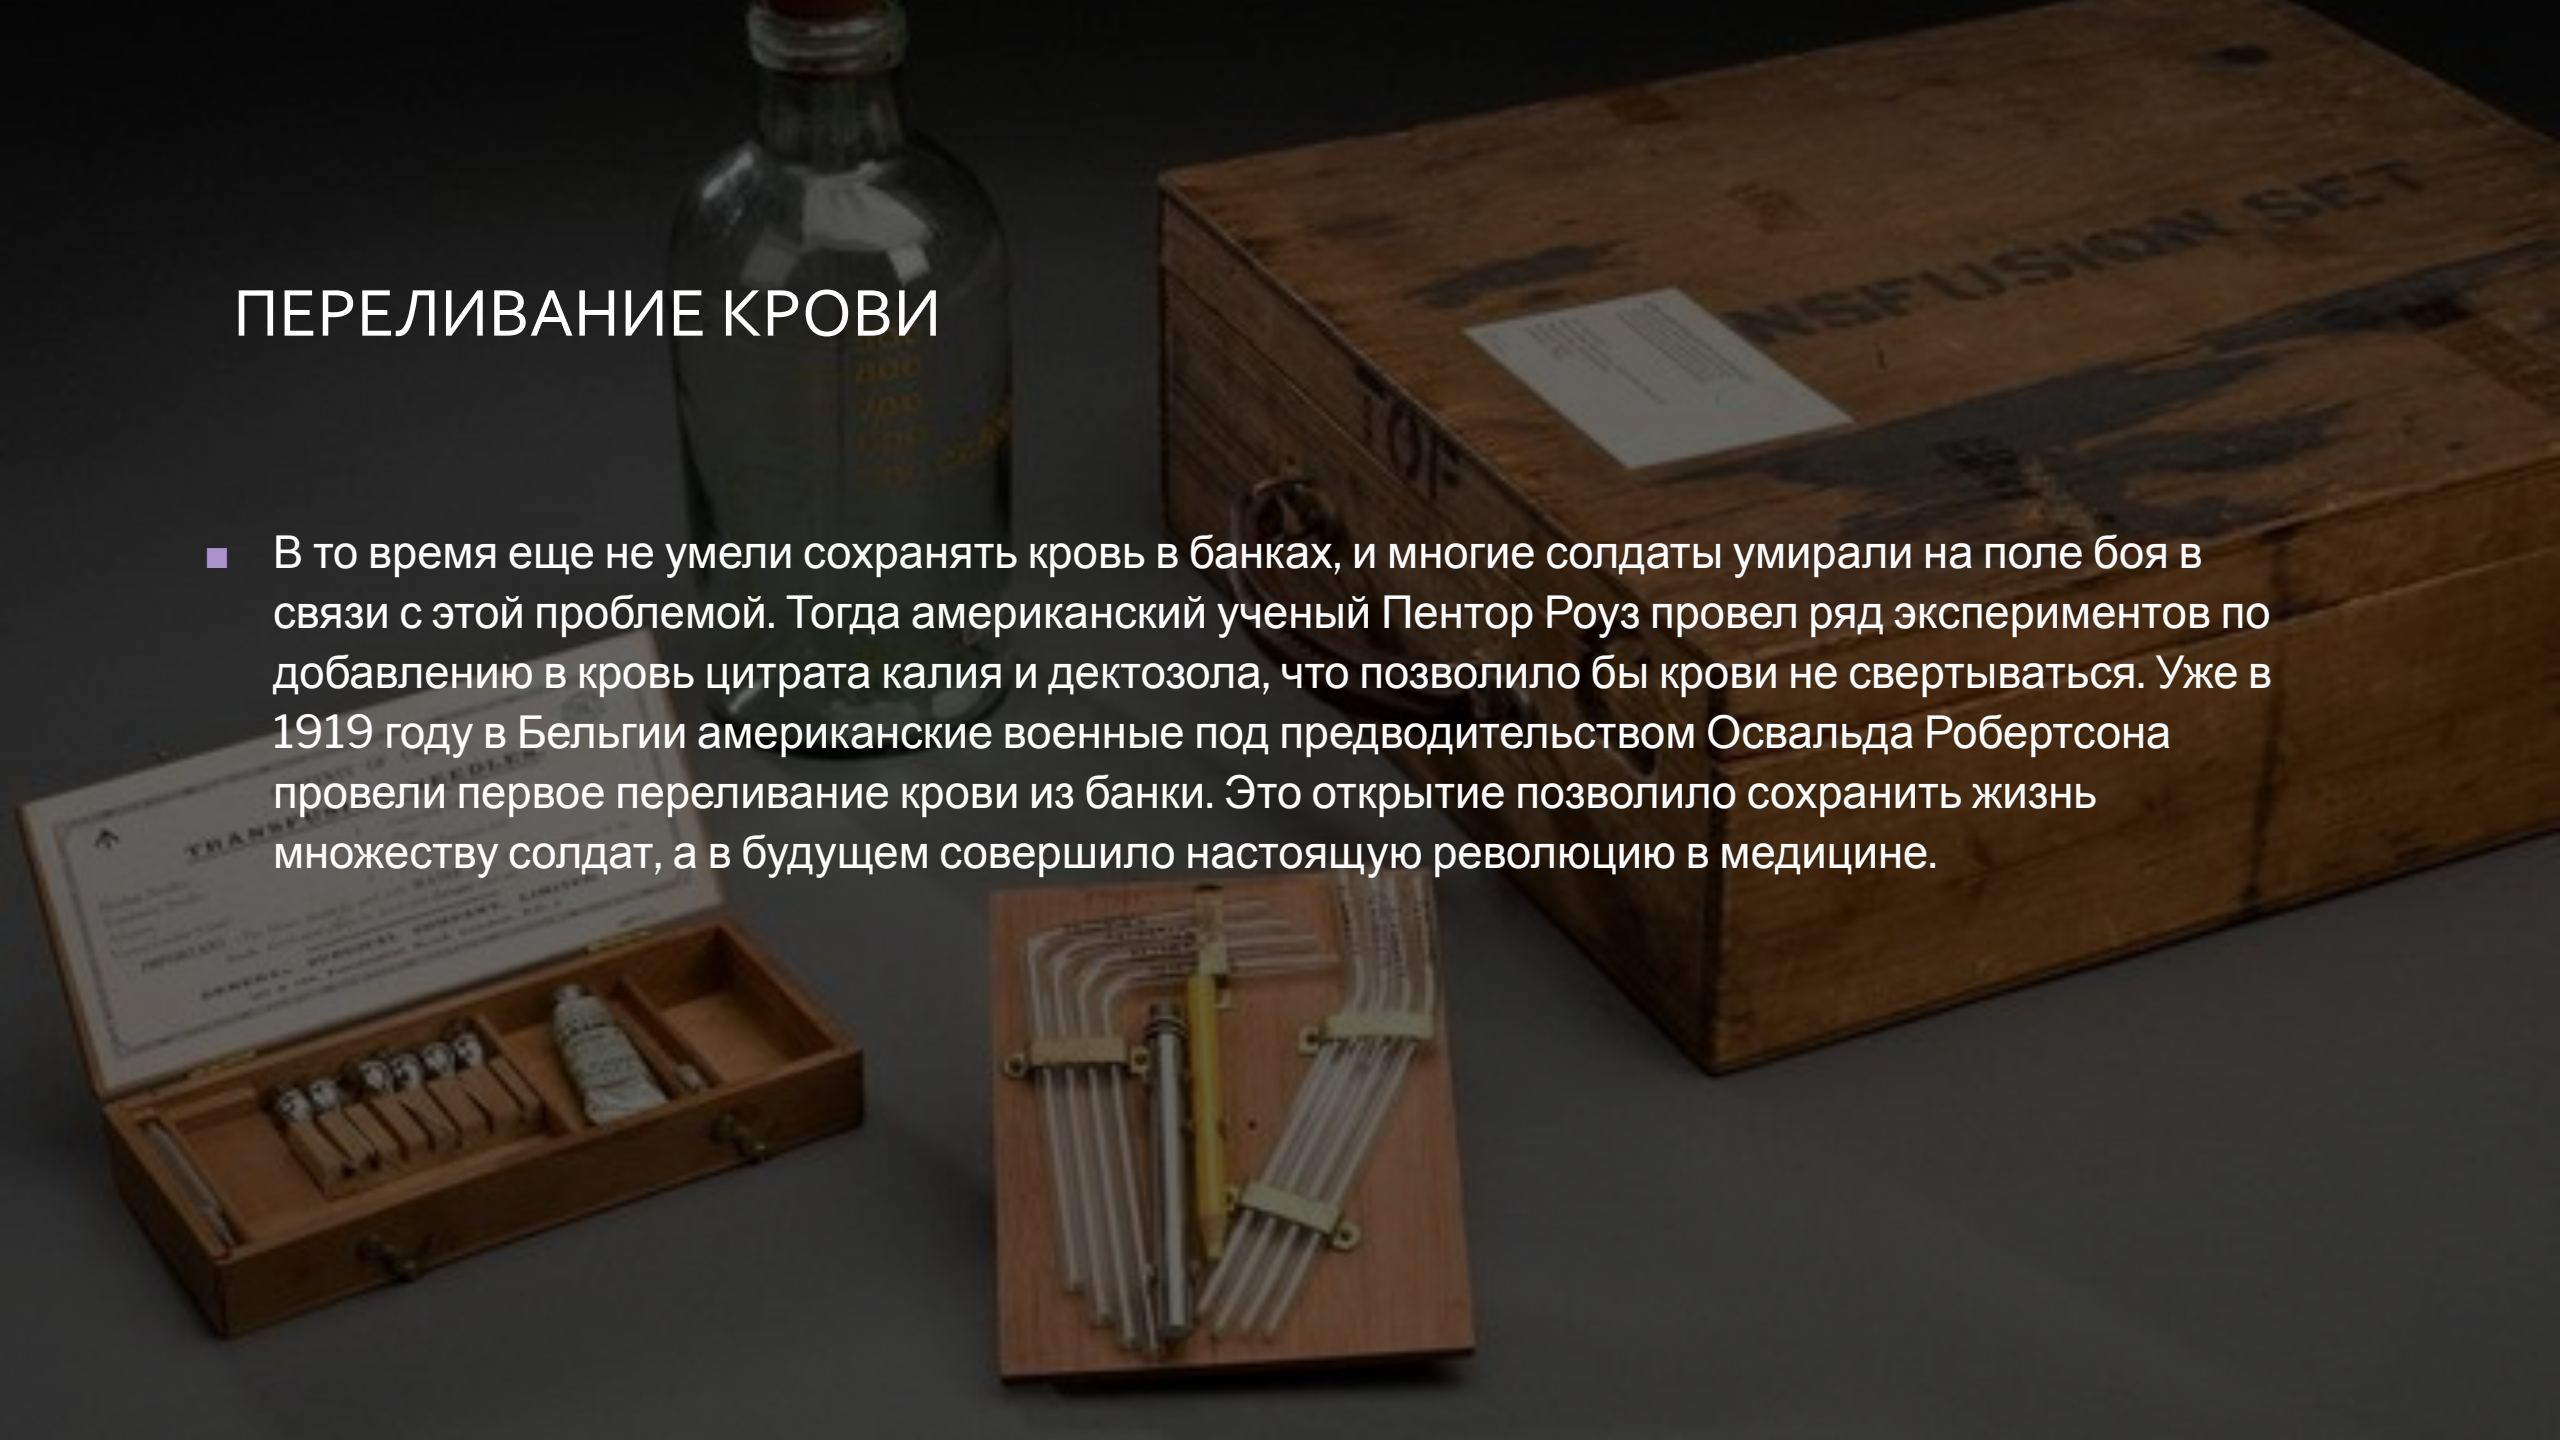 NSFUSION SET
TOP
ПЕРЕЛИВАНИЕ КРОВИ
800
700
В то время еще не умели сохранять кровь в банках, и многие солдаты умирали на поле боя в
связи с этой проблемой. Тогда американский ученый Пентор Роуз провел ряд экспериментов по
добавлению в кровь цитрата калия и дектозола, что позволило бы крови не свертываться. Уже в
1919 году в Бельгии американские военные под предводительством Освальда Робертсона
провели первое переливание крови из банки. Это открытие позволило сохранить жизнь
множеству солдат, а в будущем совершило настоящую революцию в медицине.